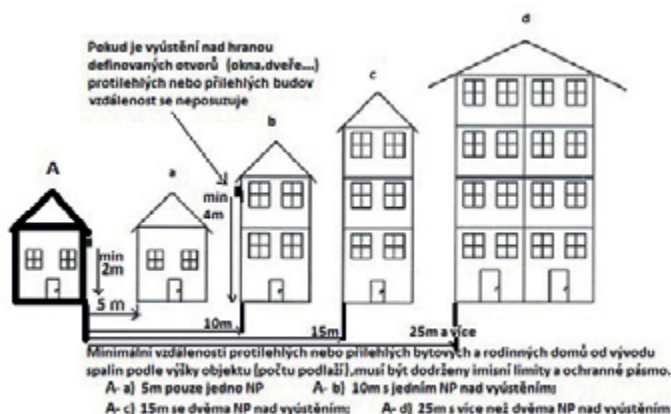 d
Pokud je vyústění nad hranou
definovaných otvorů (okna,dveře...)
protilehlých nebo přilehlých budov
vzdálenost se neposuzuje
c
b
A
a
min
4m
min
2m
5 m
10m
15m
25m a více
Minimální vzdálenosti protilehlých nebo přilehlých bytových a rodinných domů od vývodu
spalin podle výšky objektu (počtu podlaží),musí být dodrženy imisní limity a ochranné pásmo.
A- a) 5m pouze jedno NP A- b) 10m s jedním NP nad vyústěním;
A- c) 15m se dvěma NP nad vyústěním; A- d) 25m s více než dvěma NP nad vyústěním;